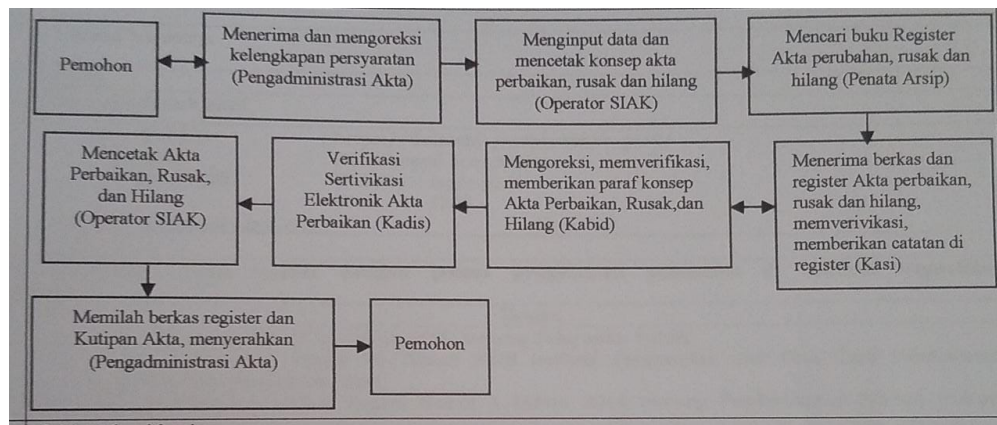 Pemohon
Menerima dan mengoreksi
kelengkapan persyaratan
(Pengadministrasi Akta)
Menginput data dan
mencetak konsep akta
perbaikan, rusak dan hilang
(Operator SIAK)
Mencari buku Register
Akta perubahan, rusak dan
hilang (Penata Arsip)
Menerima berkas dan
register Akta perbaikan,
rusak dan hilang,
memverivikasi,
memberikan catatan di
register (Kasi)
Mengoreksi, memverifikasi,
memberikan paraf konsep
Akta Perbaikan, Rusak,dan
Hilang (Kabid)
Verifikasi
Sertivikasi
Elektronik Akta
Perbaikan (Kadis)
Mencetak Akta
Perbaikan, Rusak,
dan Hilang
(Operator SIAK)
Memilah berkas register dan
Kutipan Akta, menyerahkan
(Pengadministrasi Akta)
Pemohon